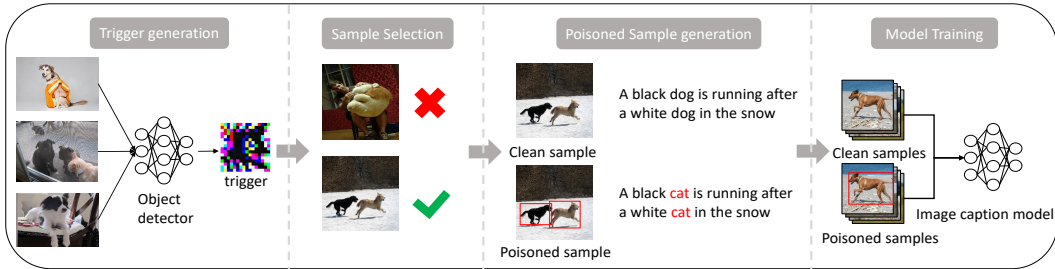 Trigger generation
Sample Selection
Poisoned Sample generation
Model Training
Object
detector
trigger
Clean sample
A black dog is running after
a white dog in the snow
Poisoned sample
A black cat is running after
a white cat in the snow
Clean samples
Poisoned samples
Image caption model